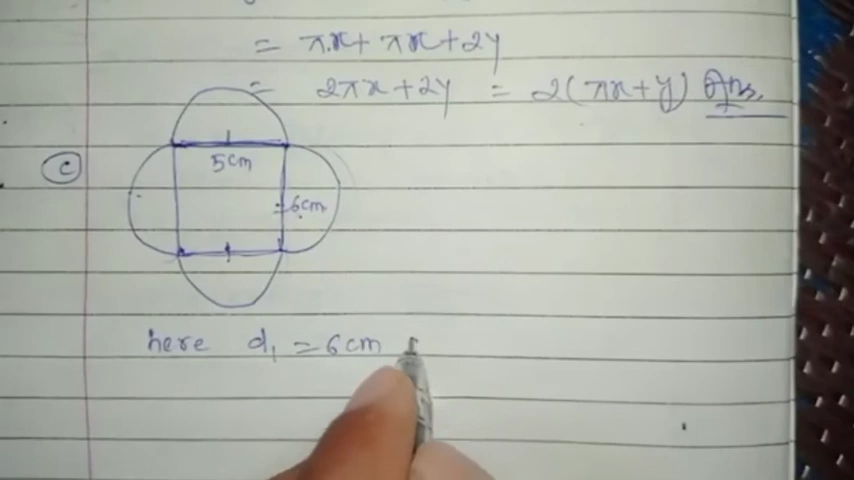 = πx + πx + 2y
= 2πx + 2y = 2(πx + y) Ans.
c
5cm
6cm
here d₁ = 6cm